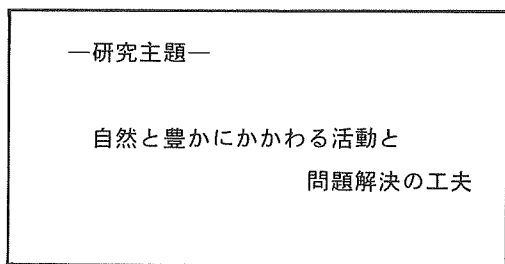 ―研究主題―
自然と豊かにかかわる活動と
問題解決の工夫